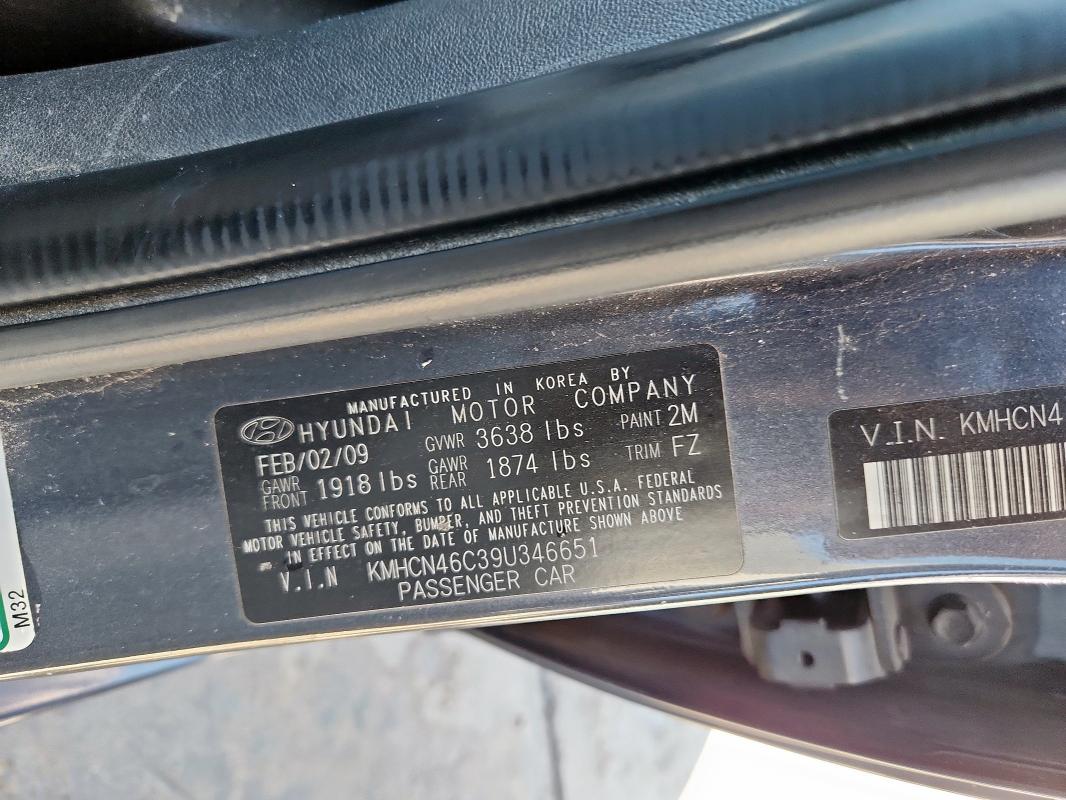 MANUFACTURED IN KOREA BY
HYUNDAI MOTOR COMPANY
FEB/02/09 GVWR 3638 lbs PAINT 2M
GAWR FRONT 1918 lbs GAWR REAR 1874 lbs TRIM FZ
THIS VEHICLE CONFORMS TO ALL APPLICABLE U.S.A. FEDERAL
MOTOR VEHICLE SAFETY, BUMPER, AND THEFT PREVENTION STANDARDS
IN EFFECT ON THE DATE OF MANUFACTURE SHOWN ABOVE
V.I.N KMHCN46C39U346651
PASSENGER CAR
V.I.N. KMHCN4
M32